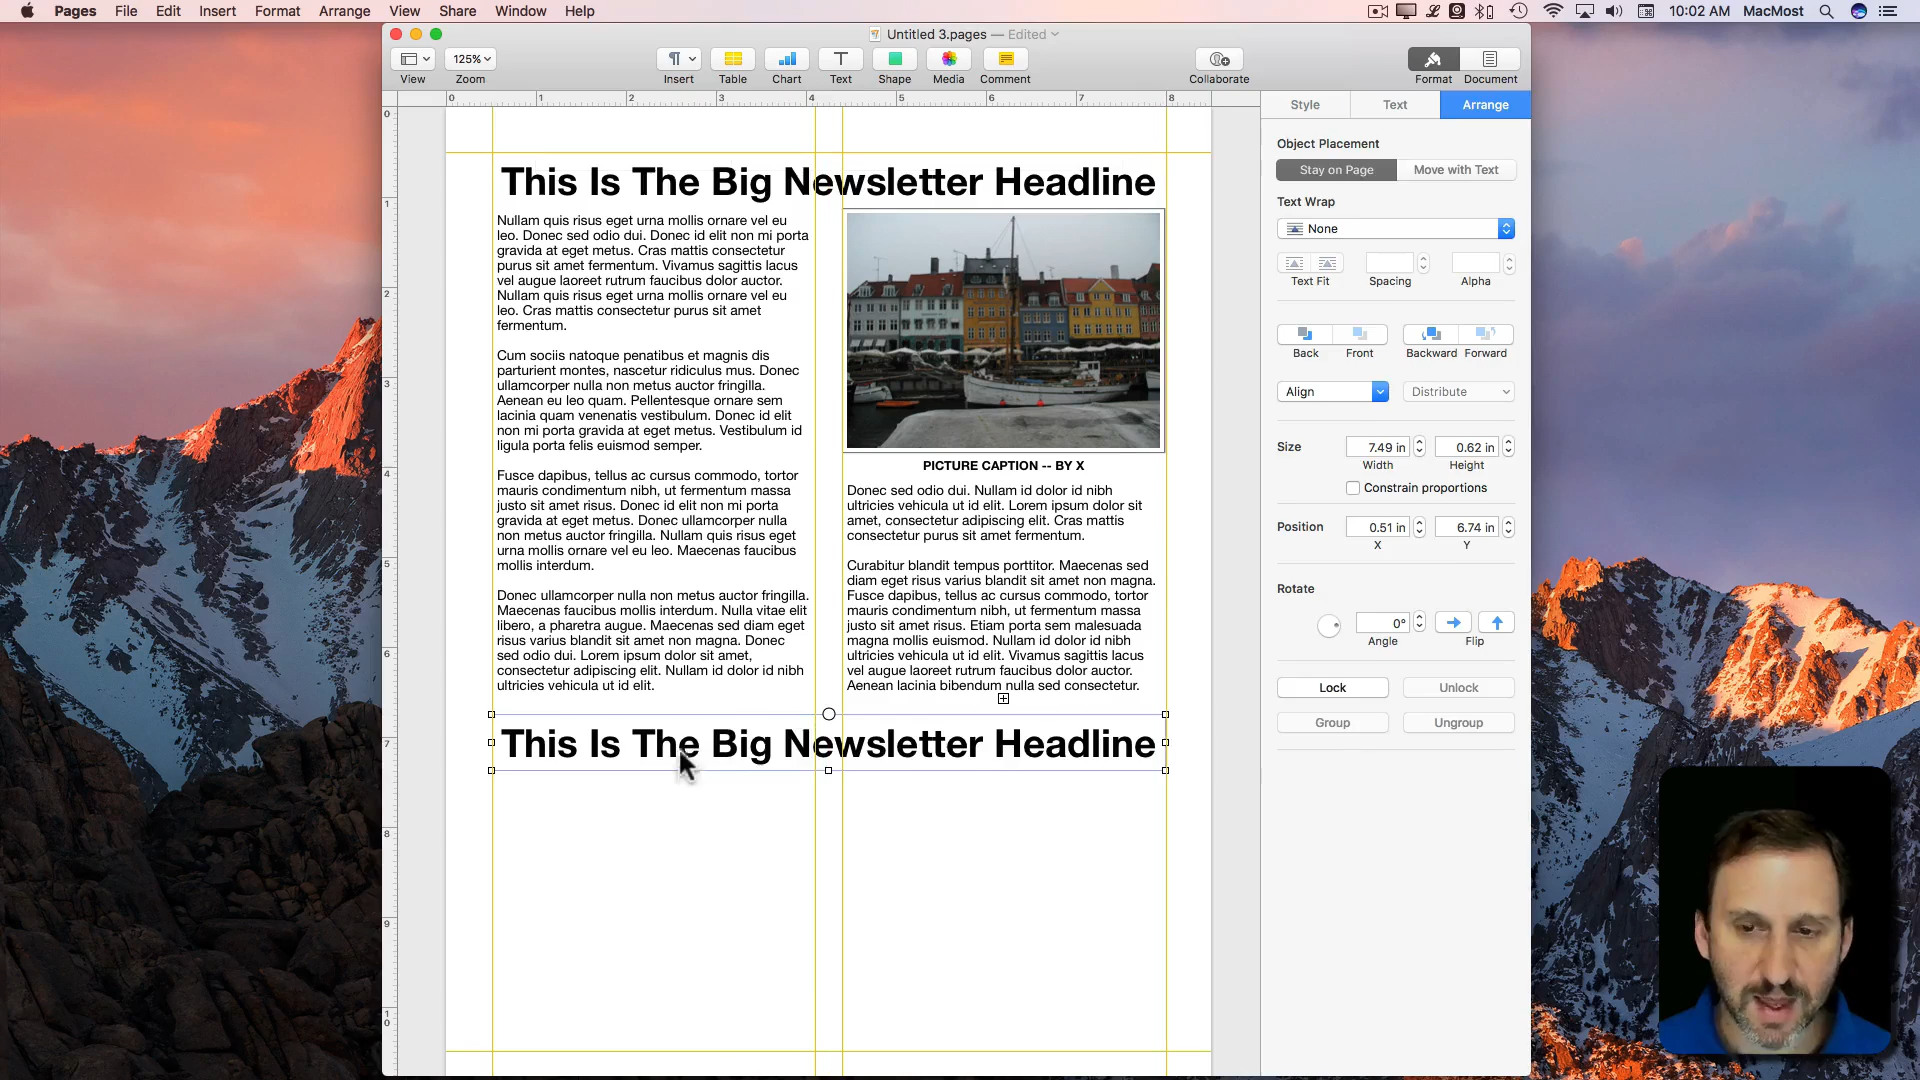 Pages File Edit Insert Format Arrange View Share Window Help
10:02 AM MacMost
Untitled 3.pages — Edited
125%
View Zoom Insert Table Chart Text Shape Media Comment Collaborate Format Document
0 1 2 3 4 5 6 7 8
0
1
2
3
4
5
6
7
8
9
10
This Is The Big Newsletter Headline
Nullam quis risus eget urna mollis ornare vel eu
leo. Donec sed odio dui. Donec id elit non mi porta
gravida at eget metus. Cras mattis consectetur
purus sit amet fermentum. Vivamus sagittis lacus
vel augue laoreet rutrum faucibus dolor auctor.
Nullam quis risus eget urna mollis ornare vel eu
leo. Cras mattis consectetur purus sit amet
fermentum.
Cum sociis natoque penatibus et magnis dis
parturient montes, nascetur ridiculus mus. Donec
ullamcorper nulla non metus auctor fringilla.
Aenean eu leo quam. Pellentesque ornare sem
lacinia quam venenatis vestibulum. Donec id elit
non mi porta gravida at eget metus. Vestibulum id
ligula porta felis euismod semper.
Fusce dapibus, tellus ac cursus commodo, tortor
mauris condimentum nibh, ut fermentum massa
justo sit amet risus. Donec id elit non mi porta
gravida at eget metus. Donec ullamcorper nulla
non metus auctor fringilla. Nullam quis risus eget
urna mollis ornare vel eu leo. Maecenas faucibus
mollis interdum.
Donec ullamcorper nulla non metus auctor fringilla.
Maecenas faucibus mollis interdum. Nulla vitae elit
libero, a pharetra augue. Maecenas sed diam eget
risus varius blandit sit amet non magna. Donec
sed odio dui. Lorem ipsum dolor sit amet,
consectetur adipiscing elit. Nullam id dolor id nibh
ultricies vehicula ut id elit.
PICTURE CAPTION -- BY X
Donec sed odio dui. Nullam id dolor id nibh
ultricies vehicula ut id elit. Lorem ipsum dolor sit
amet, consectetur adipiscing elit. Cras mattis
consectetur purus sit amet fermentum.
Curabitur blandit tempus porttitor. Maecenas sed
diam eget risus varius blandit sit amet non magna.
Fusce dapibus, tellus ac cursus commodo, tortor
mauris condimentum nibh, ut fermentum massa
justo sit amet risus. Etiam porta sem malesuada
magna mollis euismod. Nullam id dolor id nibh
ultricies vehicula ut id elit. Vivamus sagittis lacus
vel augue laoreet rutrum faucibus dolor auctor.
Aenean lacinia bibendum nulla sed consectetur.
This Is The Big Newsletter Headline
Style Text Arrange
Object Placement
Stay on Page Move with Text
Text Wrap
None
Text Fit Spacing Alpha
Back Front Backward Forward
Align Distribute
Size 7.49 in 0.62 in
Width Height
Constrain proportions
Position 0.51 in 6.74 in
X Y
Rotate
0°
Angle Flip
Lock Unlock
Group Ungroup